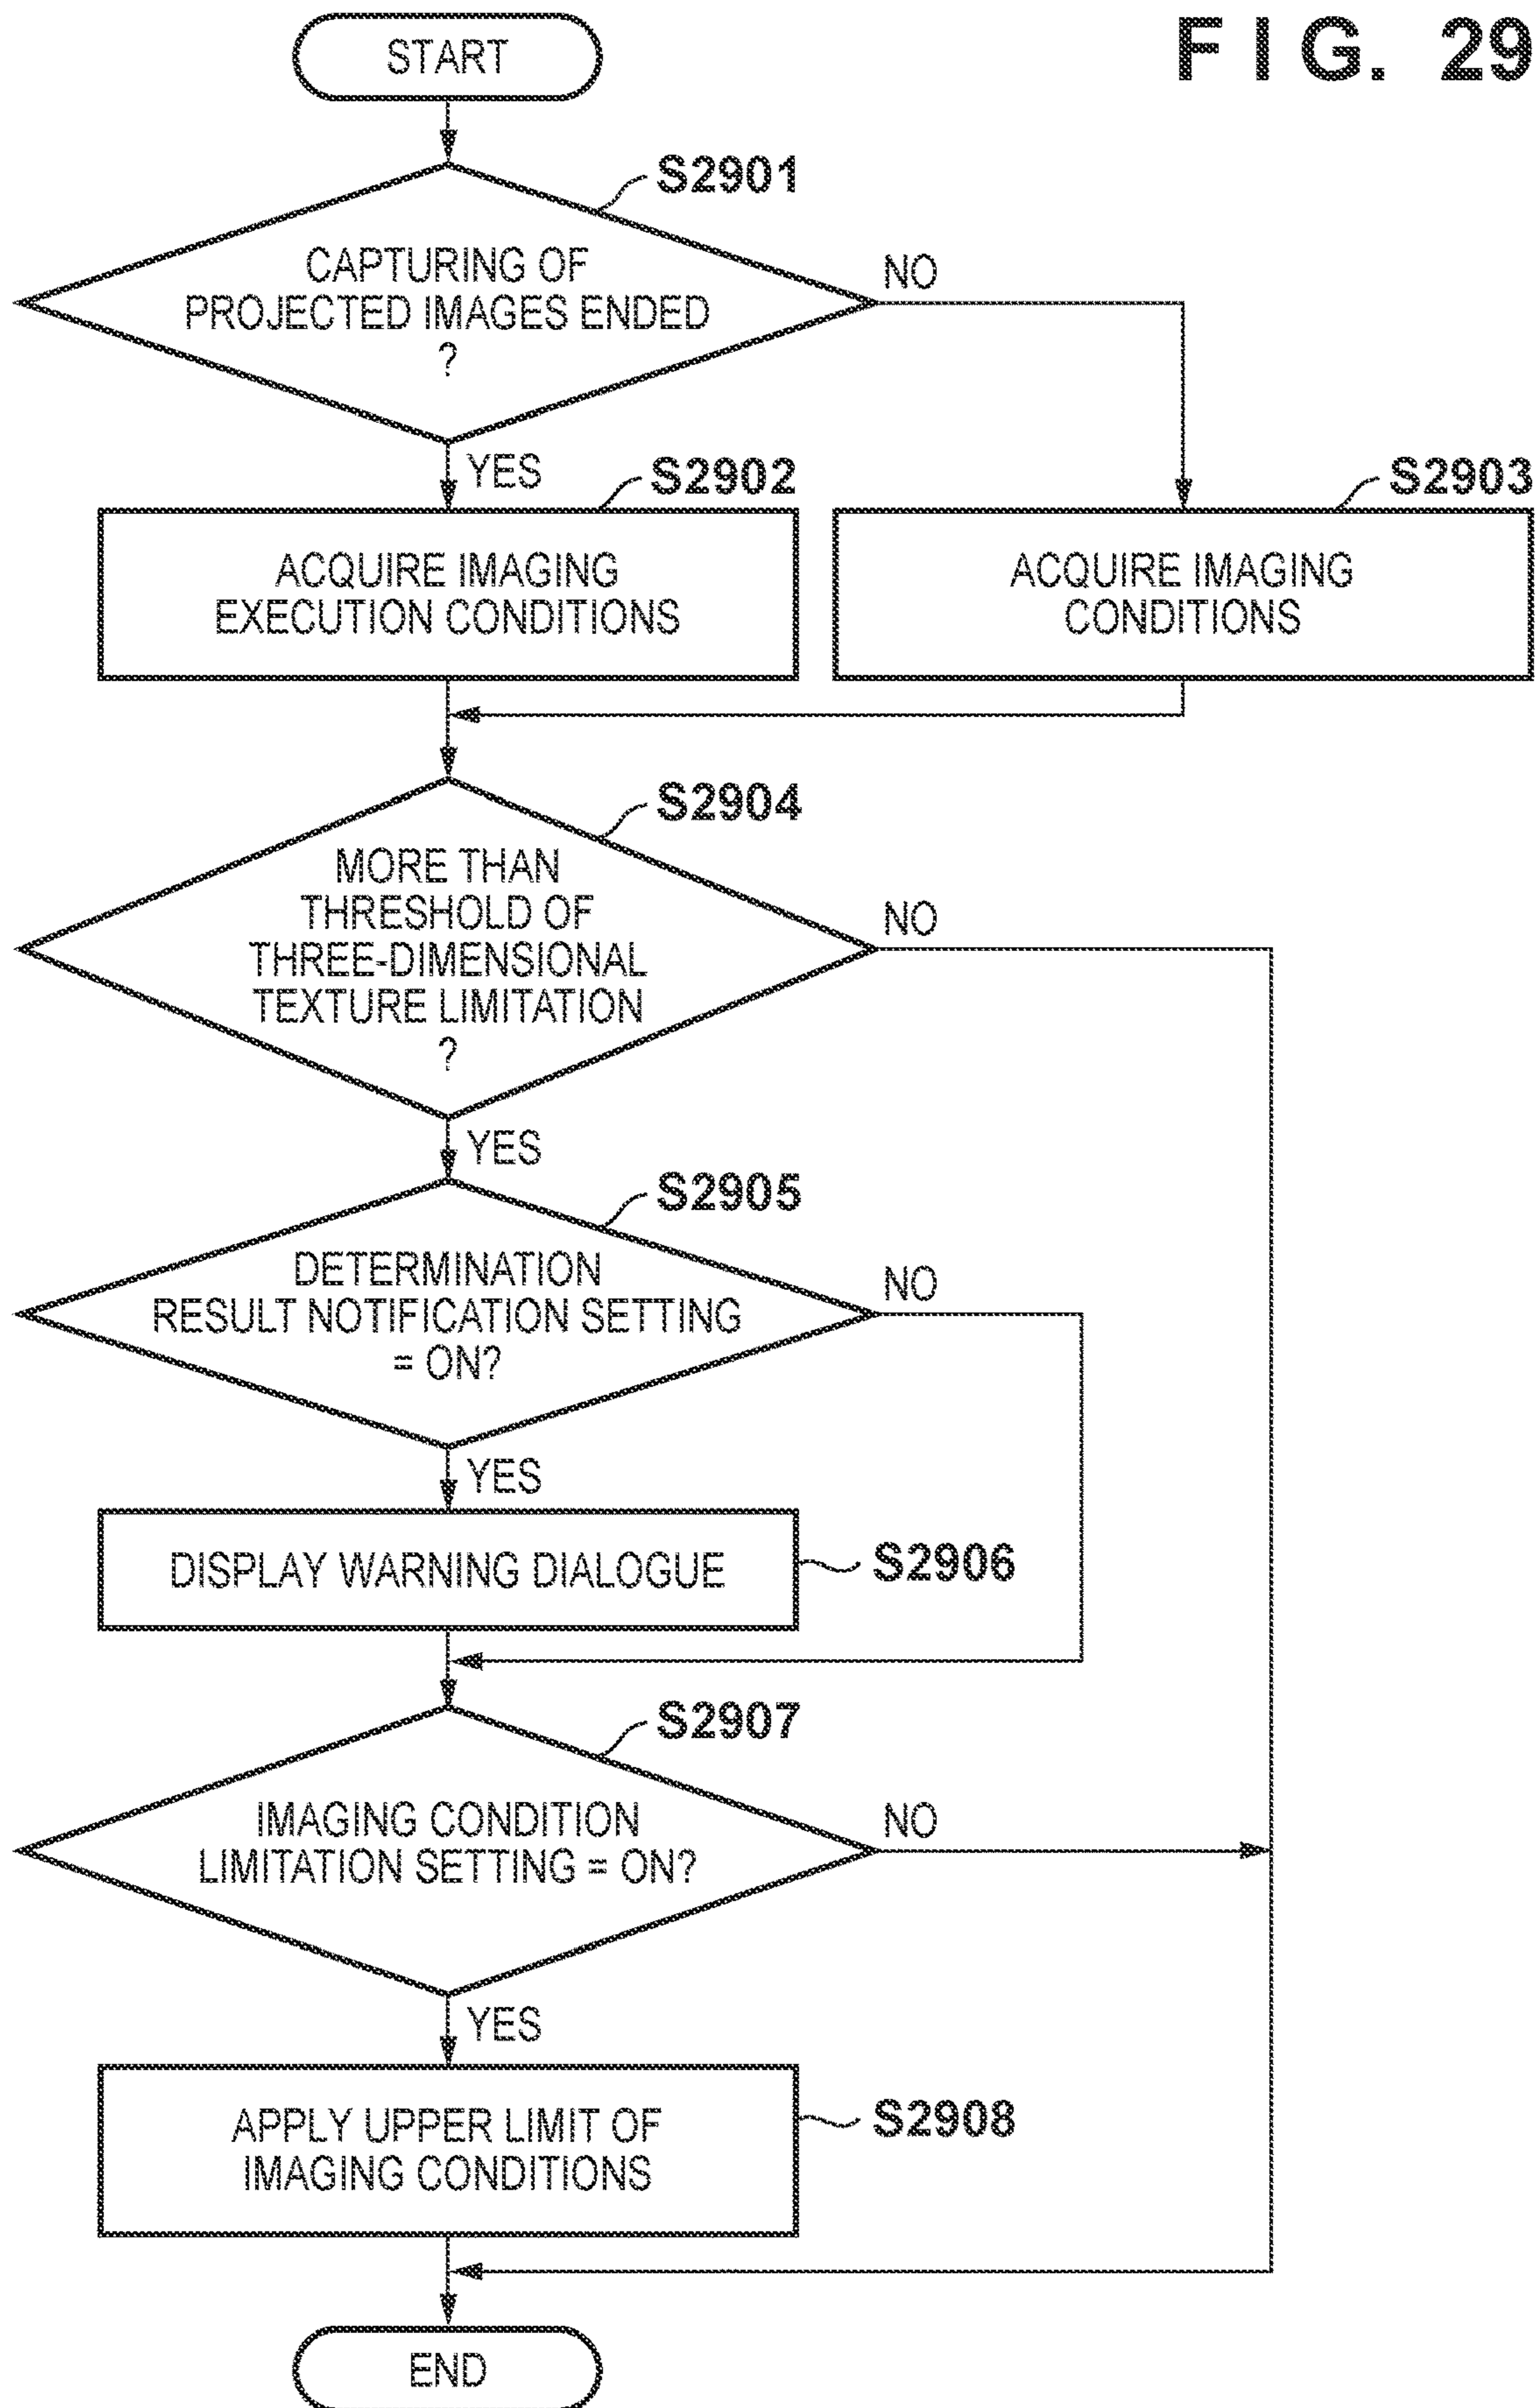 F I G. 29
START
S2901
CAPTURING OF
PROJECTED IMAGES ENDED
?
NO
YES
S2902
S2903
ACQUIRE IMAGING
EXECUTION CONDITIONS
ACQUIRE IMAGING
CONDITIONS
S2904
MORE THAN
THRESHOLD OF
THREE-DIMENSIONAL
TEXTURE LIMITATION
?
NO
YES
S2905
DETERMINATION
RESULT NOTIFICATION SETTING
= ON?
NO
YES
DISPLAY WARNING DIALOGUE
S2906
S2907
IMAGING CONDITION
LIMITATION SETTING = ON?
NO
YES
APPLY UPPER LIMIT OF
IMAGING CONDITIONS
S2908
END